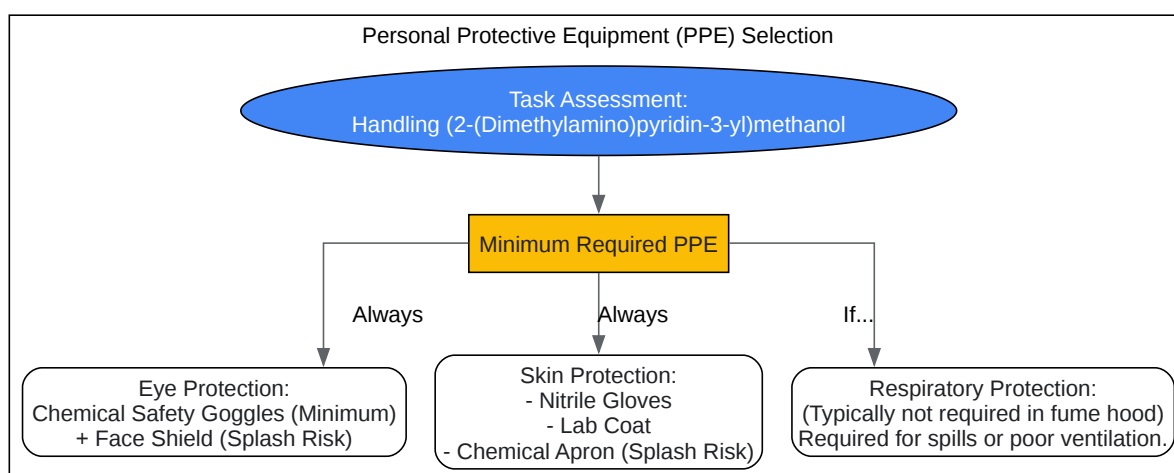 Personal Protective Equipment (PPE) Selection
Task Assessment:
Handling (2-(Dimethylamino)pyridin-3-yl)methanol
Minimum Required PPE
Always
Always
If...
Eye Protection:
Chemical Safety Goggles (Minimum)
+ Face Shield (Splash Risk)
Skin Protection:
- Nitrile Gloves
- Lab Coat
- Chemical Apron (Splash Risk)
Respiratory Protection:
(Typically not required in fume hood)
Required for spills or poor ventilation.